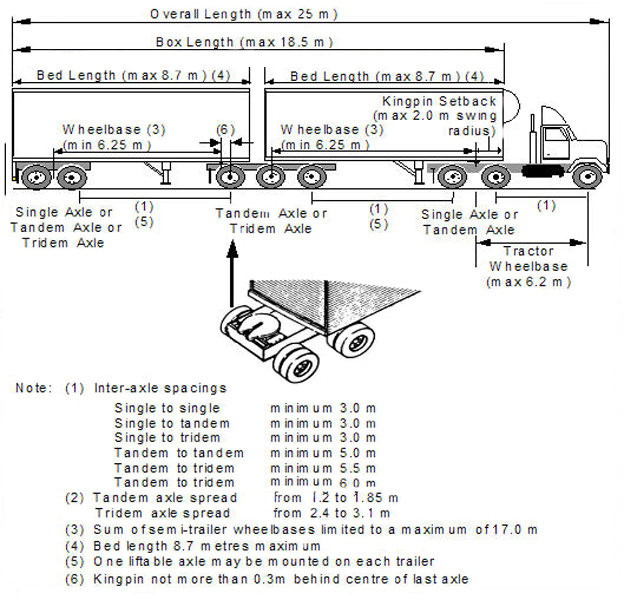 Overall Length (max 25 m)
Box Length (max 18.5 m)
Bed Length (max 8.7 m) (4)
Bed Length (max 8.7 m) (4)
Kingpin Setback
(max 2.0 m swing
radius)
Wheelbase (3)
(min 6.25 m)
(6)
Wheelbase (3)
(min 6.25 m)
Single Axle or
Tandem Axle or
Tridem Axle
(1)
(5)
Tandem Axle or
Tridem Axle
(1)
(5)
Single Axle or
Tandem Axle
(1)
Tractor
Wheelbase
(max 6.2 m)
Note: (1) Inter-axle spacings
Single to single minimum 3.0 m
Single to tandem minimum 3.0 m
Single to tridem minimum 3.0 m
Tandem to tandem minimum 5.0 m
Tandem to tridem minimum 5.5 m
Tandem to tridem minimum 6.0 m
(2) Tandem axle spread from 1.2 to 1.85 m
Tridem axle spread from 2.4 to 3.1 m
(3) Sum of semi-trailer wheelbases limited to a maximum of 17.0 m
(4) Bed length 8.7 metres maximum
(5) One liftable axle may be mounted on each trailer
(6) Kingpin not more than 0.3m behind centre of last axle